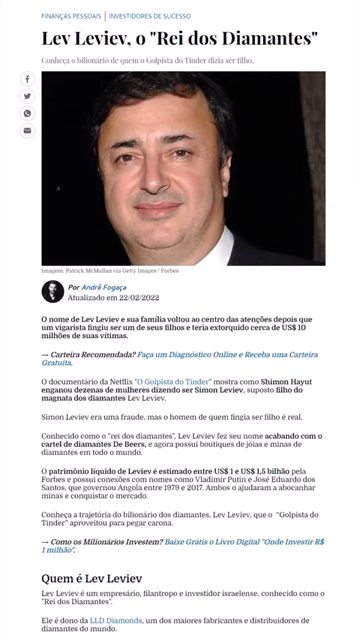 FINANÇAS PESSOAIS | INVESTIDORES DE SUCESSO
Lev Leviev, o "Rei dos Diamantes"
Conheça o bilionário de quem o Golpista do Tinder dizia ser filho.
Imagem: Patrick McMullan via Getty Images / Forbes
Por André Fogaça
Atualizado em 22/02/2022
O nome de Lev Leviev e sua família voltou ao centro das atenções depois que
um vigarista fingiu ser um de seus filhos e teria extorquido cerca de US$ 10
milhões de suas vítimas.
→ Carteira Recomendada? Faça um Diagnóstico Online e Receba uma Carteira
Gratuita.
O documentário da Netflix "O Golpista do Tinder" mostra como Shimon Hayut
enganou dezenas de mulheres dizendo ser Simon Leviev, suposto filho do
magnata dos diamantes Lev Leviev.
Simon Leviev era uma fraude, mas o homem de quem fingia ser filho é real.
Conhecido como o "rei dos diamantes", Lev Leviev fez seu nome acabando com o
cartel de diamantes De Beers, e agora possui boutiques de jóias e minas de
diamantes em todo o mundo.
O patrimônio líquido de Leviev é estimado entre US$ 1 e US$ 1,5 bilhão pela
Forbes e possui conexões com nomes como Vladimir Putin e José Eduardo dos
Santos, que governou Angola entre 1979 e 2017. Ambos o ajudaram a abocanhar
minas e conquistar o mercado.
Conheça a trajetória do bilionário dos diamantes, Lev Leviev, que o "Golpista do
Tinder" aproveitou para pegar carona.
→ Como os Milionários Investem? Baixe Grátis o Livro Digital "Onde Investir R$
1 milhão".
Quem é Lev Leviev
Lev Leviev é um empresário, filantropo e investidor israelense, conhecido como o
"Rei dos Diamantes".
Ele é dono da LLD Diamonds, um dos maiores fabricantes e distribuidores de
diamantes do mundo.